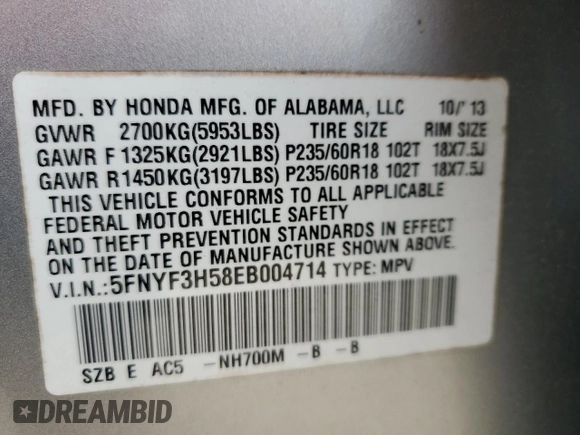 MFD. BY HONDA MFG. OF ALABAMA, LLC 10/ 13
GVWR 2700KG(5953LBS) TIRE SIZE RIM SIZE
GAWR F 1325KG(2921LBS) P235/60R18 102T 18X7.5J
GAWR R1450KG(3197LBS) P235/60R18 102T 18X7.5J
THIS VEHICLE CONFORMS TO ALL APPLICABLE
FEDERAL MOTOR VEHICLE SAFETY
AND THEFT PREVENTION STANDARDS IN EFFECT
ON THE DATE OF MANUFACTURE SHOWN ABOVE.
V.I.N.:5FNYF3H58EB004714 TYPE: MPV
SZB E AC5 -NH700M -B -B
DREAMBID